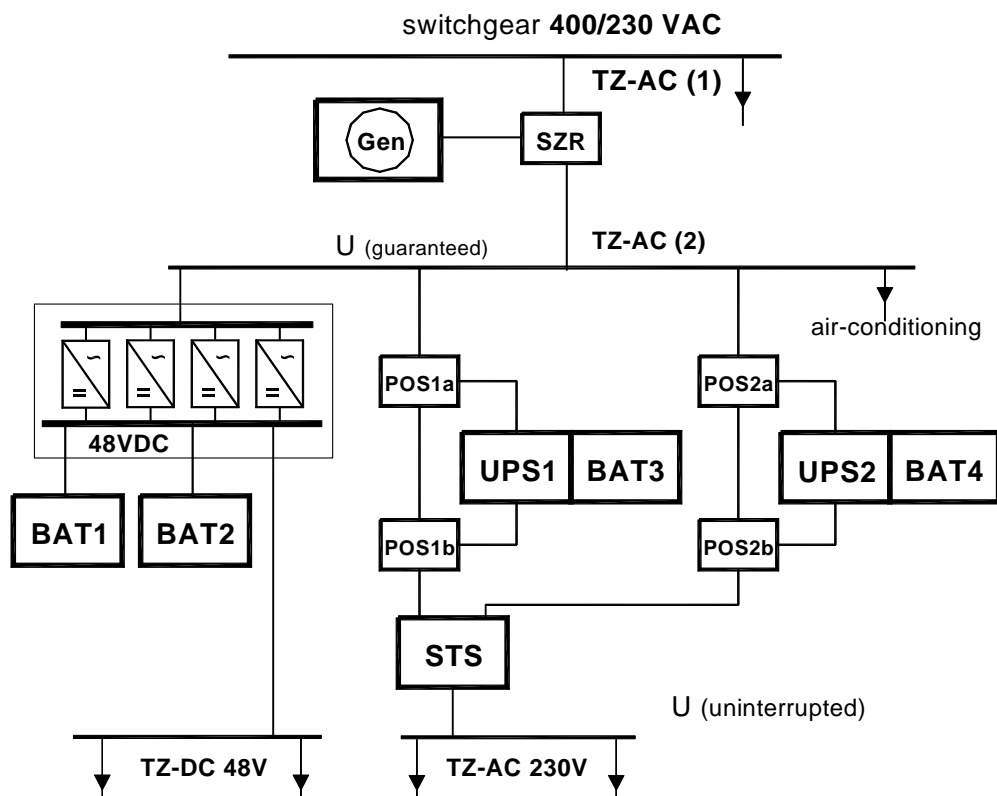 switchgear 400/230 VAC
TZ-AC (1)
Gen
SZR
U (guaranteed)
TZ-AC (2)
air-conditioning
POS1a
POS2a
48VDC
UPS1
BAT3
UPS2
BAT4
BAT1
BAT2
POS1b
POS2b
STS
U (uninterrupted)
TZ-DC 48V
TZ-AC 230V